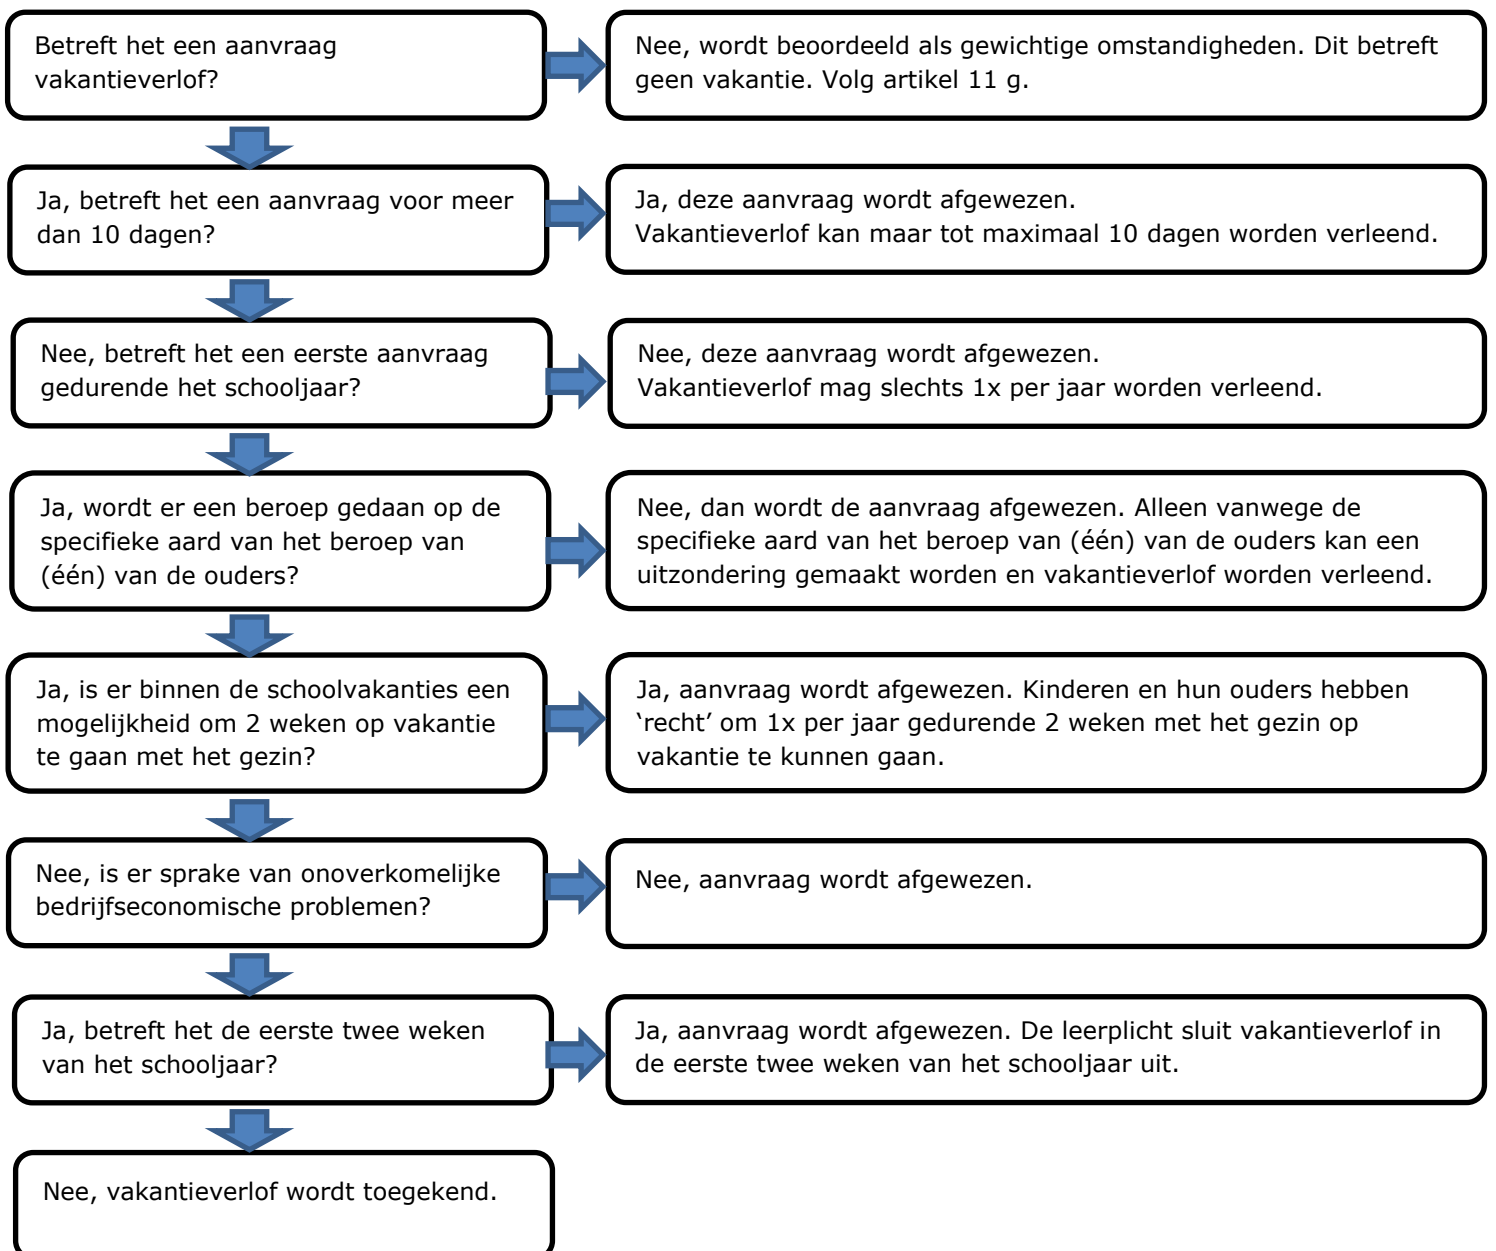 Betreft het een aanvraag
vakantieverlof?
Nee, wordt beoordeeld als gewichtige omstandigheden. Dit betreft
geen vakantie. Volg artikel 11 g.
Ja, betreft het een aanvraag voor meer
dan 10 dagen?
Ja, deze aanvraag wordt afgewezen.
Vakantieverlof kan maar tot maximaal 10 dagen worden verleend.
Nee, betreft het een eerste aanvraag
gedurende het schooljaar?
Nee, deze aanvraag wordt afgewezen.
Vakantieverlof mag slechts 1x per jaar worden verleend.
Ja, wordt er een beroep gedaan op de
specifieke aard van het beroep van
(één) van de ouders?
Nee, dan wordt de aanvraag afgewezen. Alleen vanwege de
specifieke aard van het beroep van (één) van de ouders kan een
uitzondering gemaakt worden en vakantieverlof worden verleend.
Ja, is er binnen de schoolvakanties een
mogelijkheid om 2 weken op vakantie
te gaan met het gezin?
Ja, aanvraag wordt afgewezen. Kinderen en hun ouders hebben
‘recht’ om 1x per jaar gedurende 2 weken met het gezin op
vakantie te kunnen gaan.
Nee, is er sprake van onoverkomelijke
bedrijfseconomische problemen?
Nee, aanvraag wordt afgewezen.
Ja, betreft het de eerste twee weken
van het schooljaar?
Ja, aanvraag wordt afgewezen. De leerplicht sluit vakantieverlof in
de eerste twee weken van het schooljaar uit.
Nee, vakantieverlof wordt toegekend.